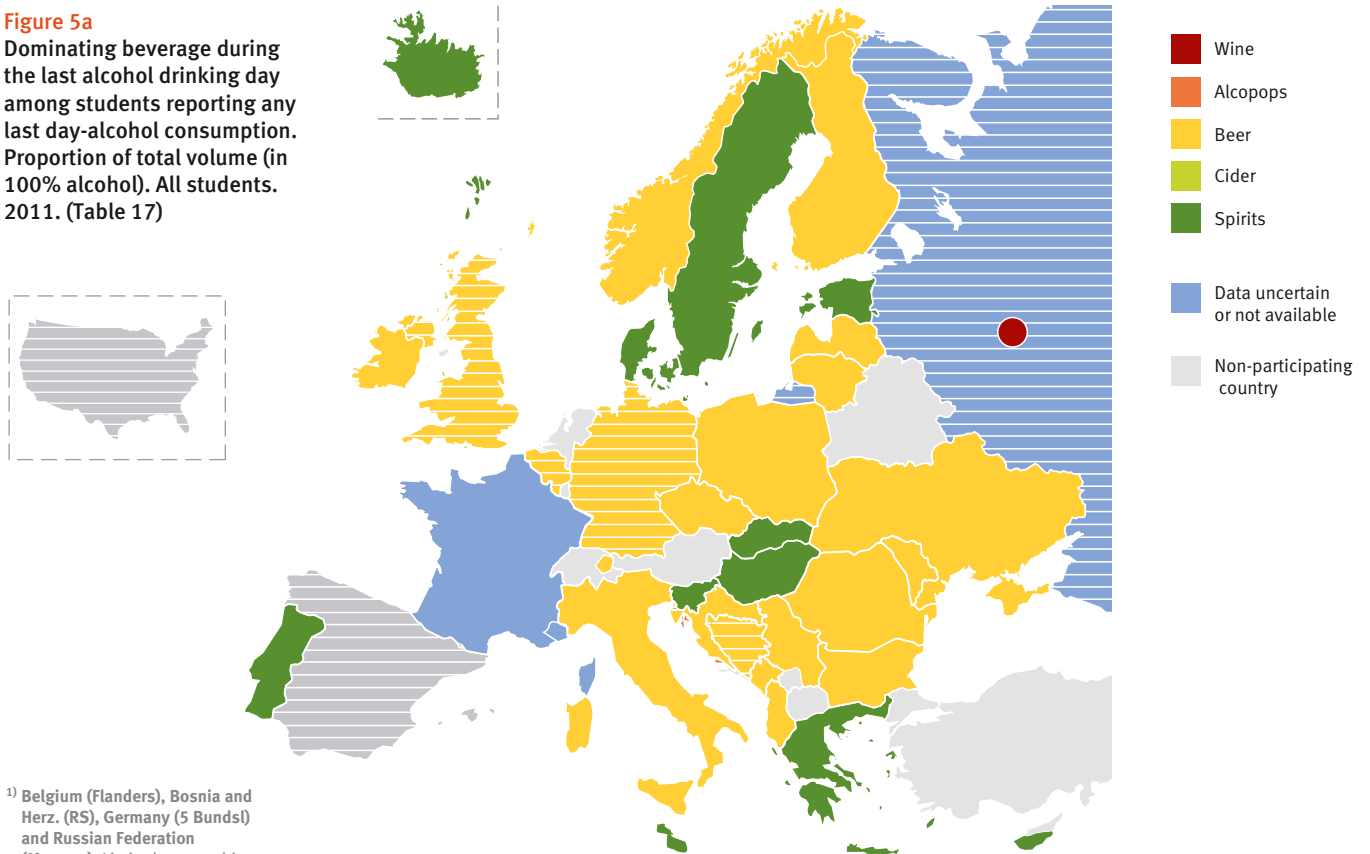 Figure 5a
Dominating beverage during
the last alcohol drinking day
among students reporting any
last day-alcohol consumption.
Proportion of total volume (in
100% alcohol). All students.
2011. (Table 17)
Wine
Alcopops
Beer
Cider
Spirits
Data uncertain
or not available
Non-participating
country
1) Belgium (Flanders), Bosnia and
Herz. (RS), Germany (5 Bundsl)
and Russian Federation